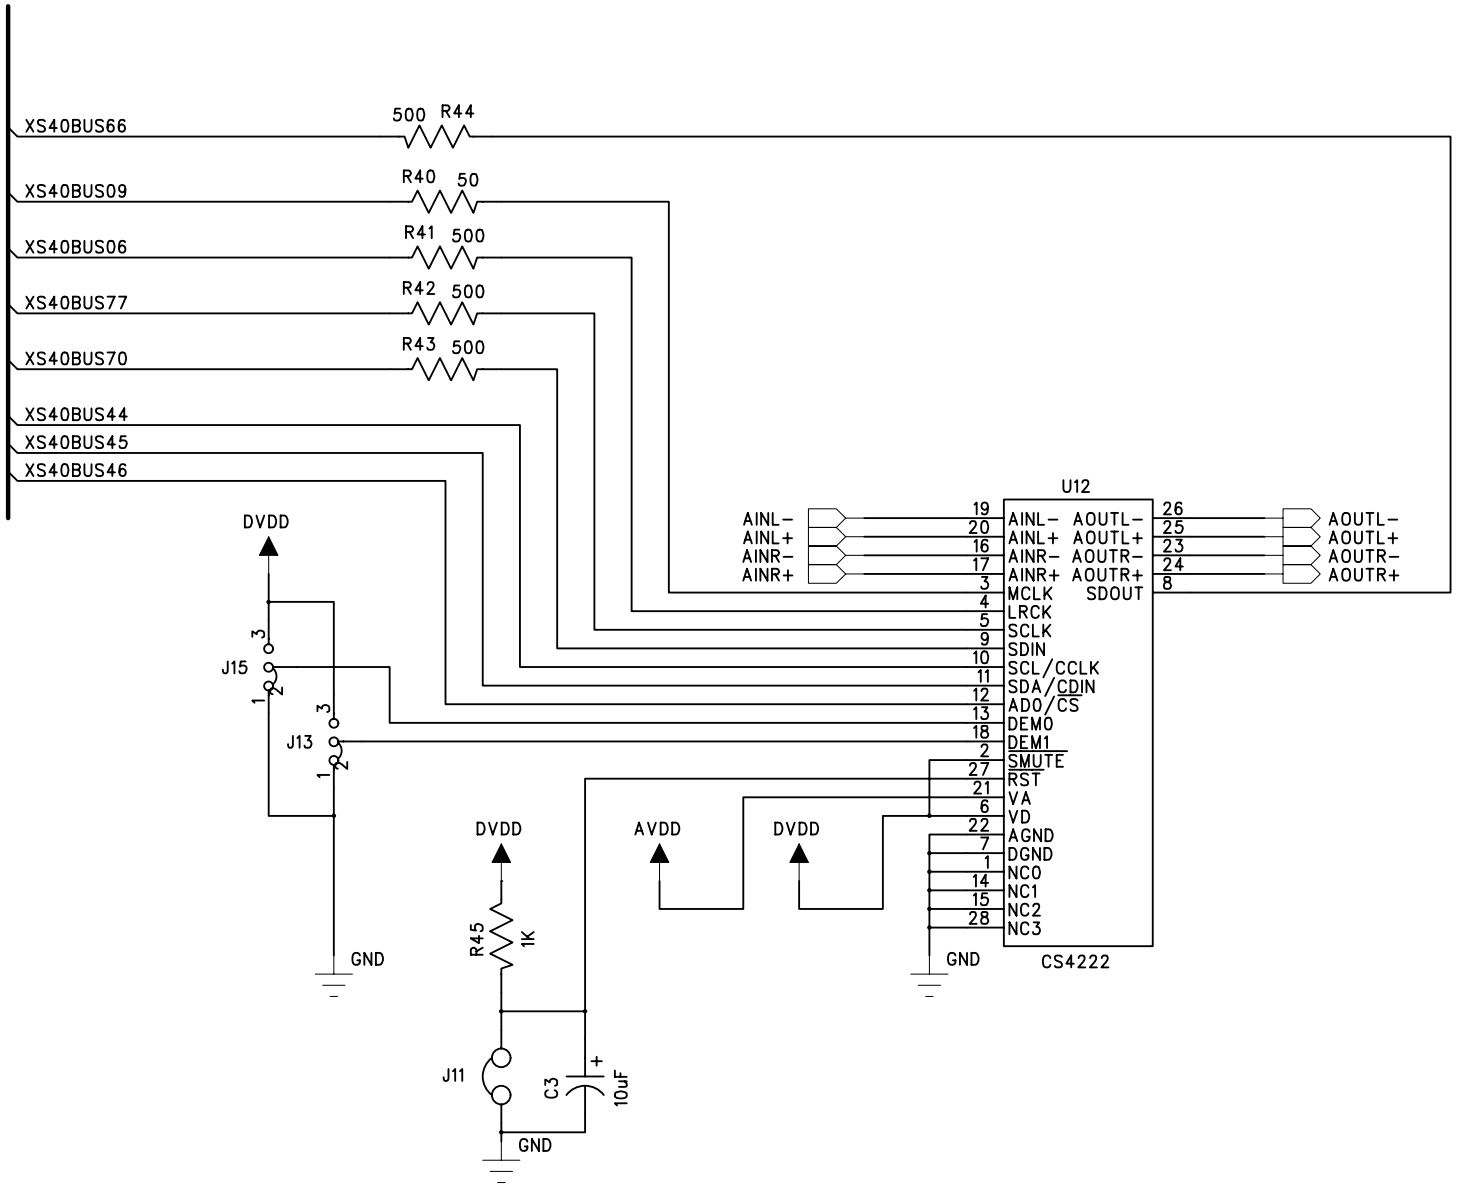 500 R44
XS40BUS66
R40 50
XS40BUS09
R41 500
XS40BUS06
R42 500
XS40BUS77
R43 500
XS40BUS70
XS40BUS44
XS40BUS45
XS40BUS46
DVDD
3
J15
1 2
3
J13
1 2
GND
U12
AINL- 19 AINL- AOUTL- 26 AOUTL-
AINL+ 20 AINL+ AOUTL+ 25 AOUTL+
AINR- 16 AINR- AOUTR- 23 AOUTR-
AINR+ 17 AINR+ AOUTR+ 24 AOUTR+
3 MCLK SDOUT 8
4 LRCK
5 SCLK
9 SDIN
10 SCL/CCLK
11 SDA/CDIN
12 AD0/CS
13 DEM0
18 DEM1
2 SMUTE
27 RST
21 VA
6 VD
22 AGND
7 DGND
1 NC0
14 NC1
15 NC2
28 NC3
GND
CS4222
DVDD
AVDD
DVDD
R45
1K
J11
C3
+
10uF
GND